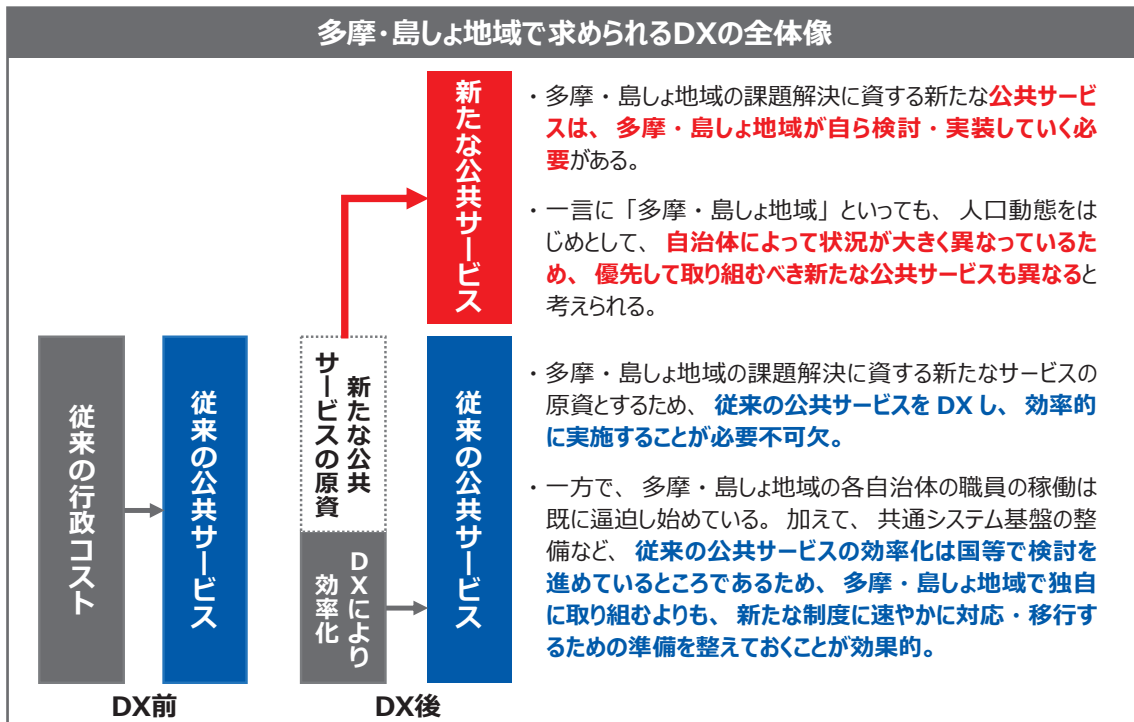 多摩・島しょ地域で求められるDXの全体像
新たな公共サービス
・多摩・島しょ地域の課題解決に資する新たな公共サービ
スは、多摩・島しょ地域が自ら検討・実装していく必
要がある。
・一言に「多摩・島しょ地域」といっても、人口動態をは
じめとして、自治体によって状況が大きく異なっているた
め、優先して取り組むべき新たな公共サービスも異なると
考えられる。
従来の行政コスト
従来の公共サービス
新たな公共
サービスの原資
DXにより
効率化
従来の公共サービス
・多摩・島しょ地域の課題解決に資する新たなサービスの
原資とするため、従来の公共サービスを DX し、効率的
に実施することが必要不可欠。
・一方で、多摩・島しょ地域の各自治体の職員の稼働は
既に逼迫し始めている。加えて、共通システム基盤の整
備など、従来の公共サービスの効率化は国等で検討を
進めているところであるため、多摩・島しょ地域で独自
に取り組むよりも、新たな制度に速やかに対応・移行す
るための準備を整えておくことが効果的。
DX前
DX後